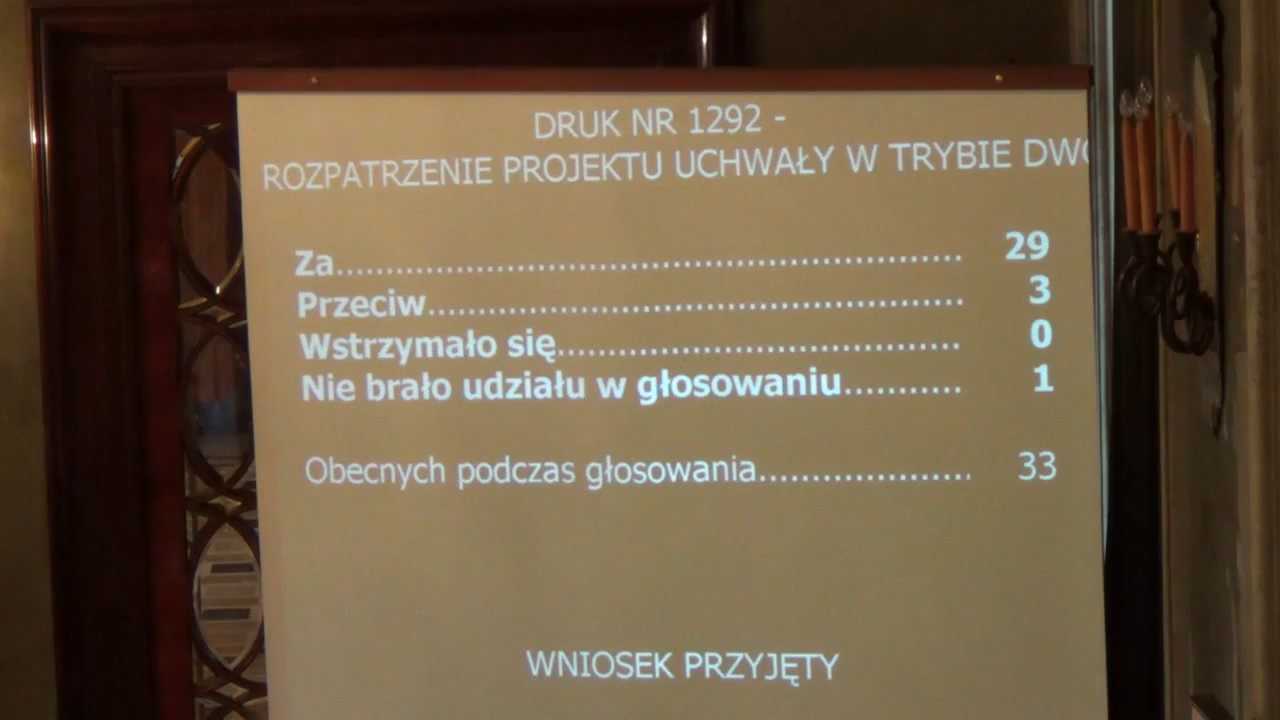 DRUK NR 1292 -
ROZPATRZENIE PROJEKTU UCHWAŁY W TRYBIE
Za............................................................. 29
Przeciw..................................................... 3
Wstrzymało się........................................ 0
Nie brało udziału w głosowaniu........... 1
Obecnych podczas głosowania................... 33
WNIOSEK PRZYJĘTY